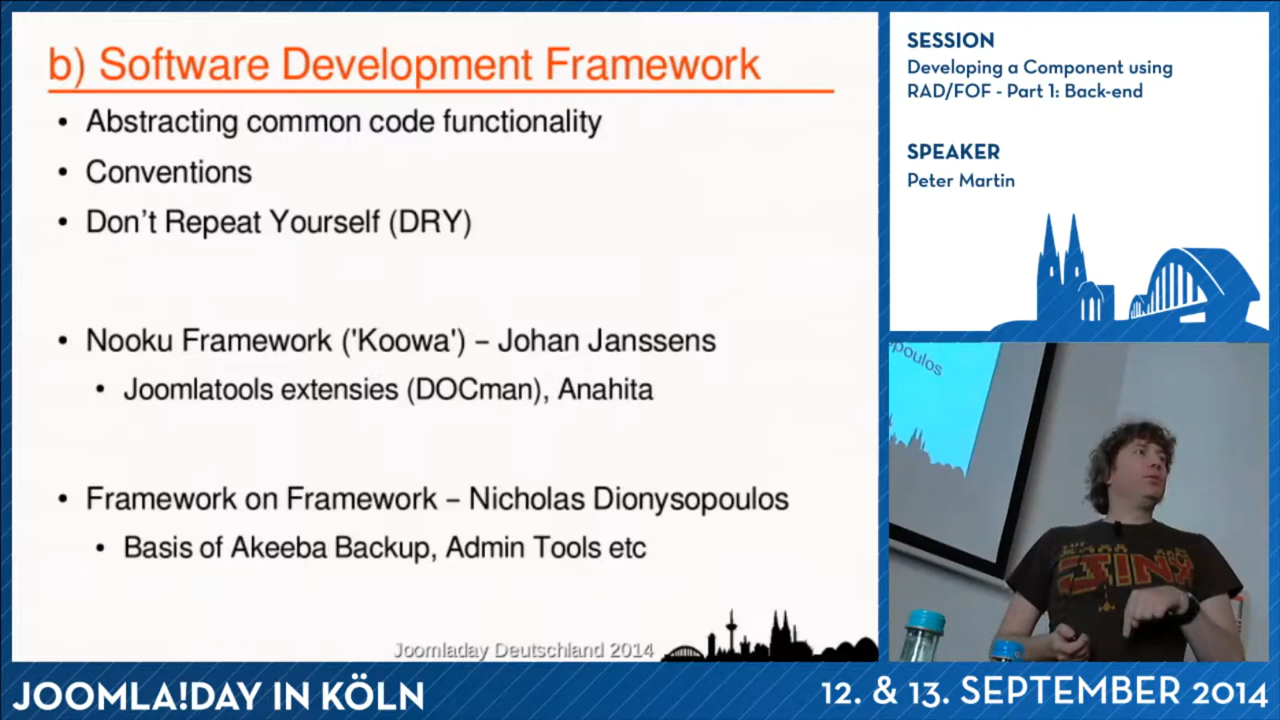 b) Software Development Framework
• Abstracting common code functionality
• Conventions
• Don't Repeat Yourself (DRY)
• Nooku Framework ('Koowa') – Johan Janssens
• Joomlatools extensies (DOCman), Anahita
• Framework on Framework – Nicholas Dionysopoulos
• Basis of Akeeba Backup, Admin Tools etc
Joomladay Deutschland 2014
SESSION
Developing a Component using
RAD/FOF - Part 1: Back-end
SPEAKER
Peter Martin
poulos
JINX
JOOMLA!DAY IN KÖLN
12. & 13. SEPTEMBER 2014